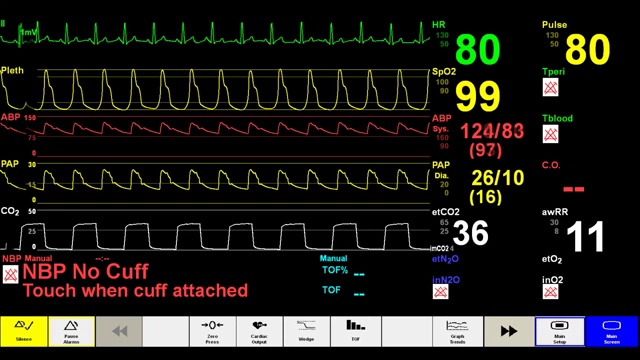 II
1mV
HR
130
50
80
Pulse
130
50
80
Pleth
SpO2
100
90
99
Tperi
ABP 150
75
0
ABP
Sys.
160
90
124/83
(97)
Tblood
PAP 30
15
0
PAP
Dia.
20
0
26/10
(16)
C.O.
--
CO2 50
0
etCO2
65
25
imCO2 4
36
awRR
30
8
11
NBP Manual --:--
NBP No Cuff
Touch when cuff attached
Manual
TOF% --
TOF --
etN2O
inN2O
etO2
inO2
Silence
Pause Alarms
Zero Press
Cardiac Output
Wedge
TOF
Graph Trends
Main Setup
Main Screen